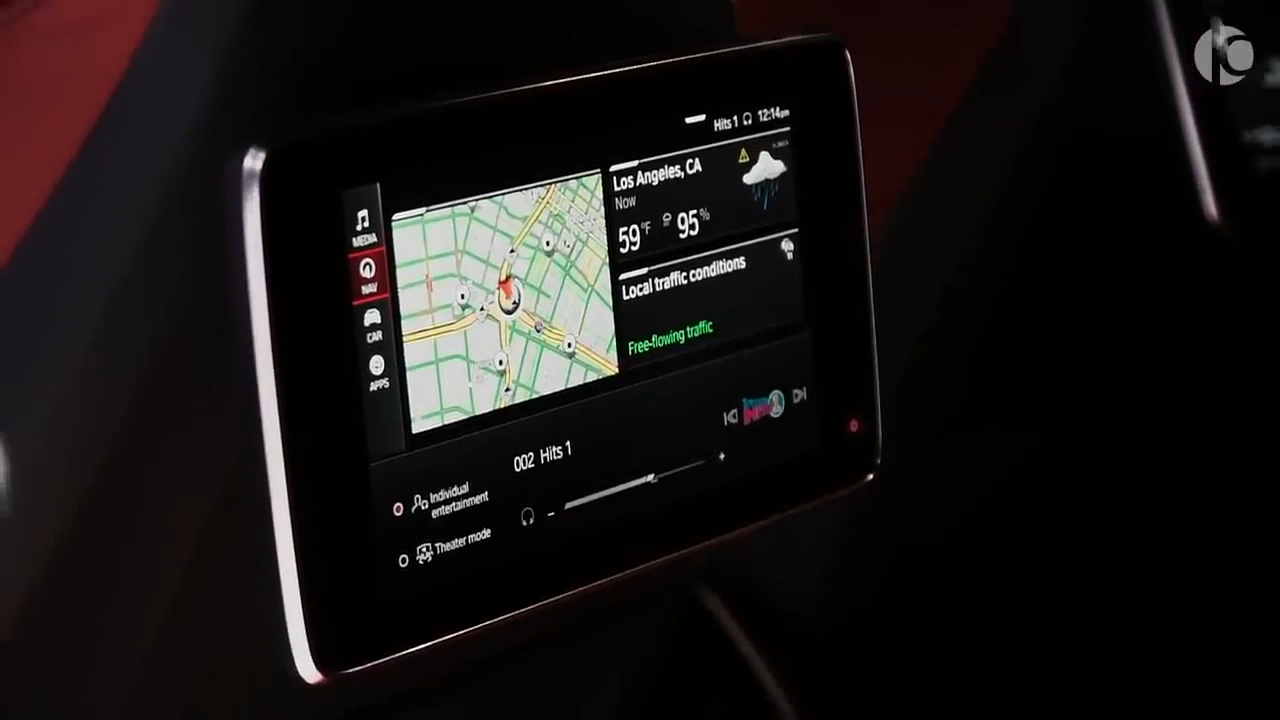 Hits 1 12:14pm
MEDIA
NAV
CAR
APPS
Los Angeles, CA
Now
59°F 95%
Local traffic conditions
Free-flowing traffic
002 Hits 1
Individual
entertainment
Theater mode
- +